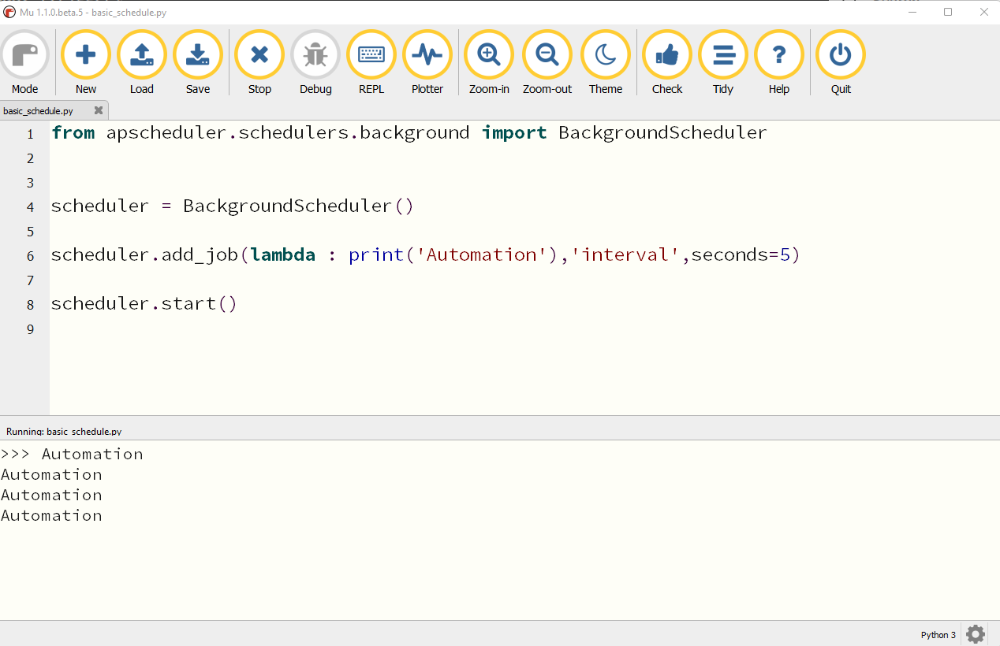 Mu 1.1.0.beta.5 - basic_schedule.py
Mode New Load Save Stop Debug REPL Plotter Zoom-in Zoom-out Theme Check Tidy Help Quit
basic_schedule.py
1 from apscheduler.schedulers.background import BackgroundScheduler
2
3
4 scheduler = BackgroundScheduler()
5
6 scheduler.add_job(lambda : print('Automation'),'interval',seconds=5)
7
8 scheduler.start()
9
Running: basic_schedule.py
>>> Automation
Automation
Automation
Automation
Python 3